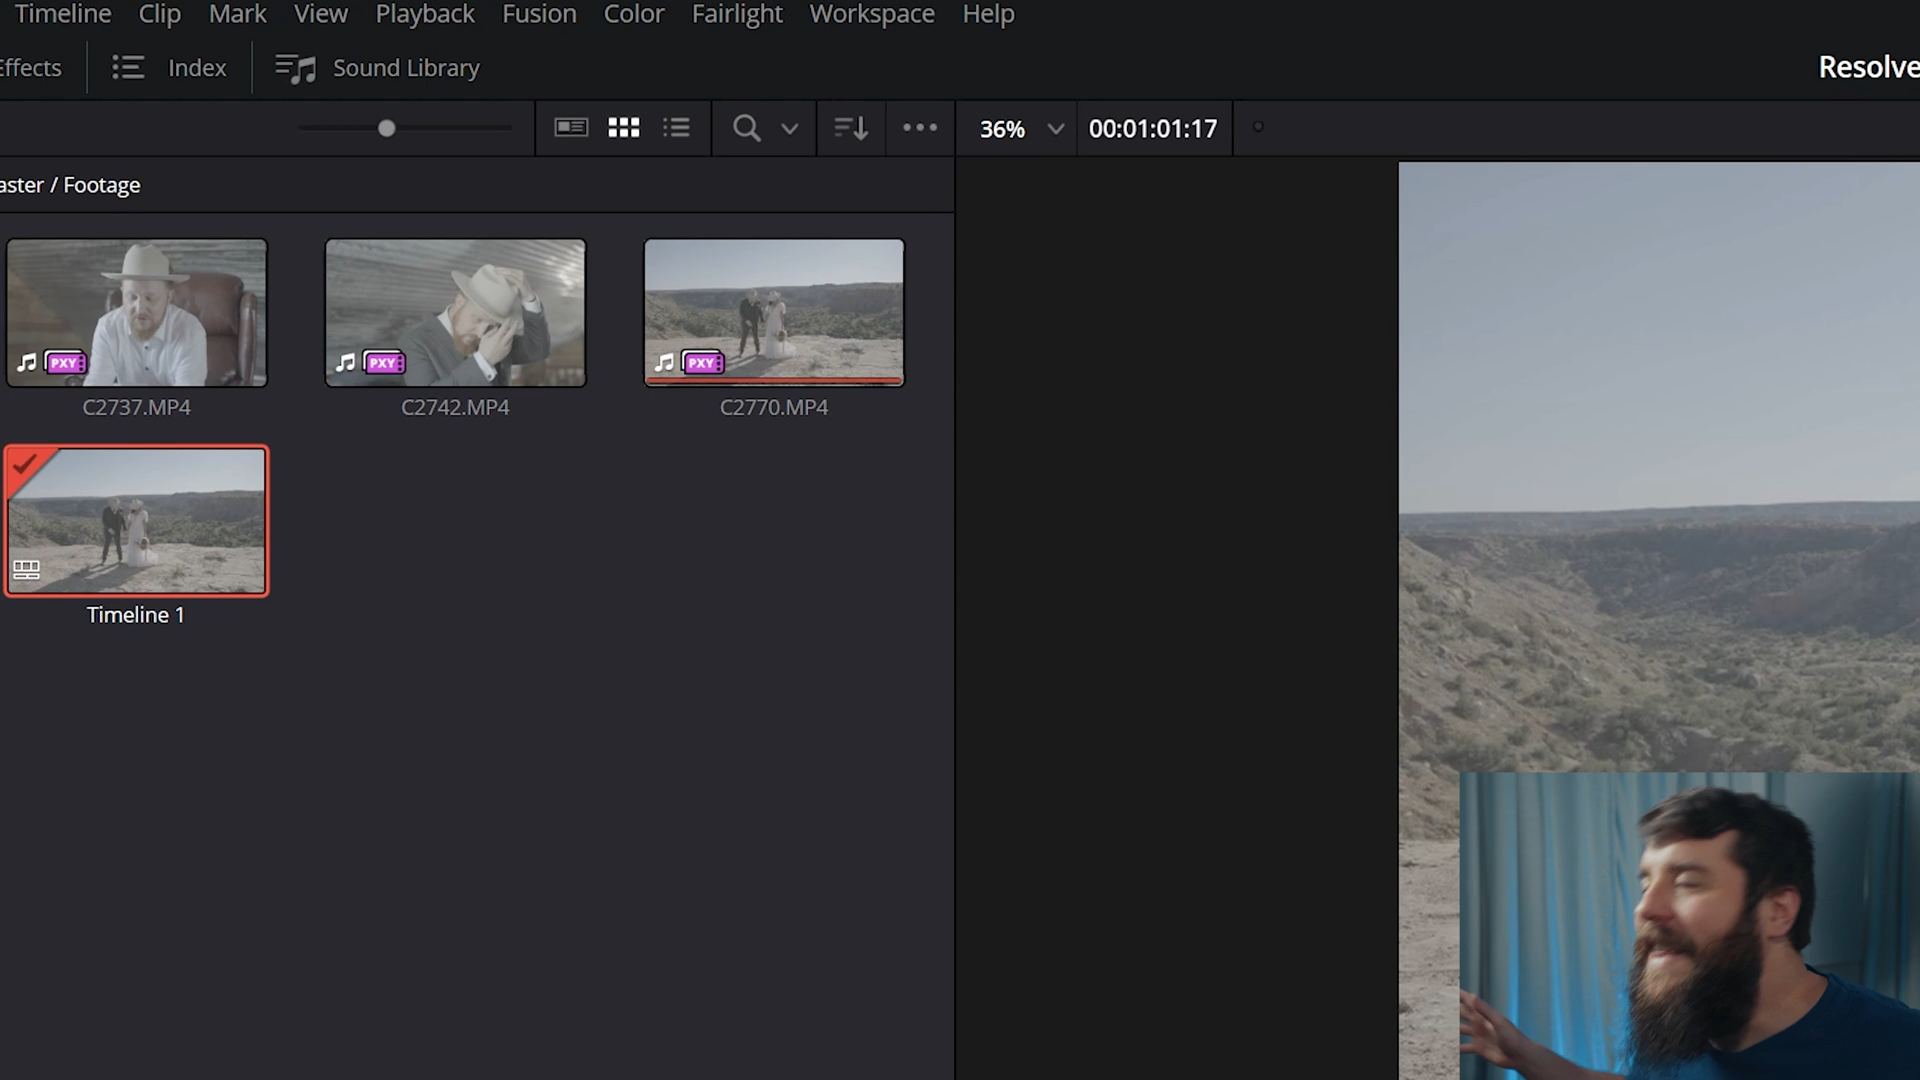 Timeline Clip Mark View Playback Fusion Color Fairlight Workspace Help
Effects Index Sound Library Resolve
36% 00:01:01:17
aster / Footage
PXY PXY PXY
C2737.MP4 C2742.MP4 C2770.MP4
Timeline 1